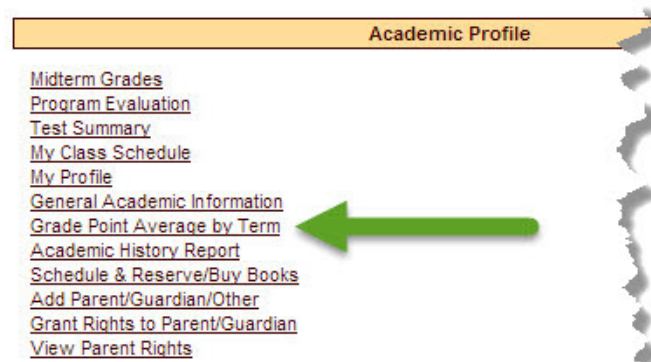 Academic Profile
Midterm Grades
Program Evaluation
Test Summary
My Class Schedule
My Profile
General Academic Information
Grade Point Average by Term
Academic History Report
Schedule & Reserve/Buy Books
Add Parent/Guardian/Other
Grant Rights to Parent/Guardian
View Parent Rights